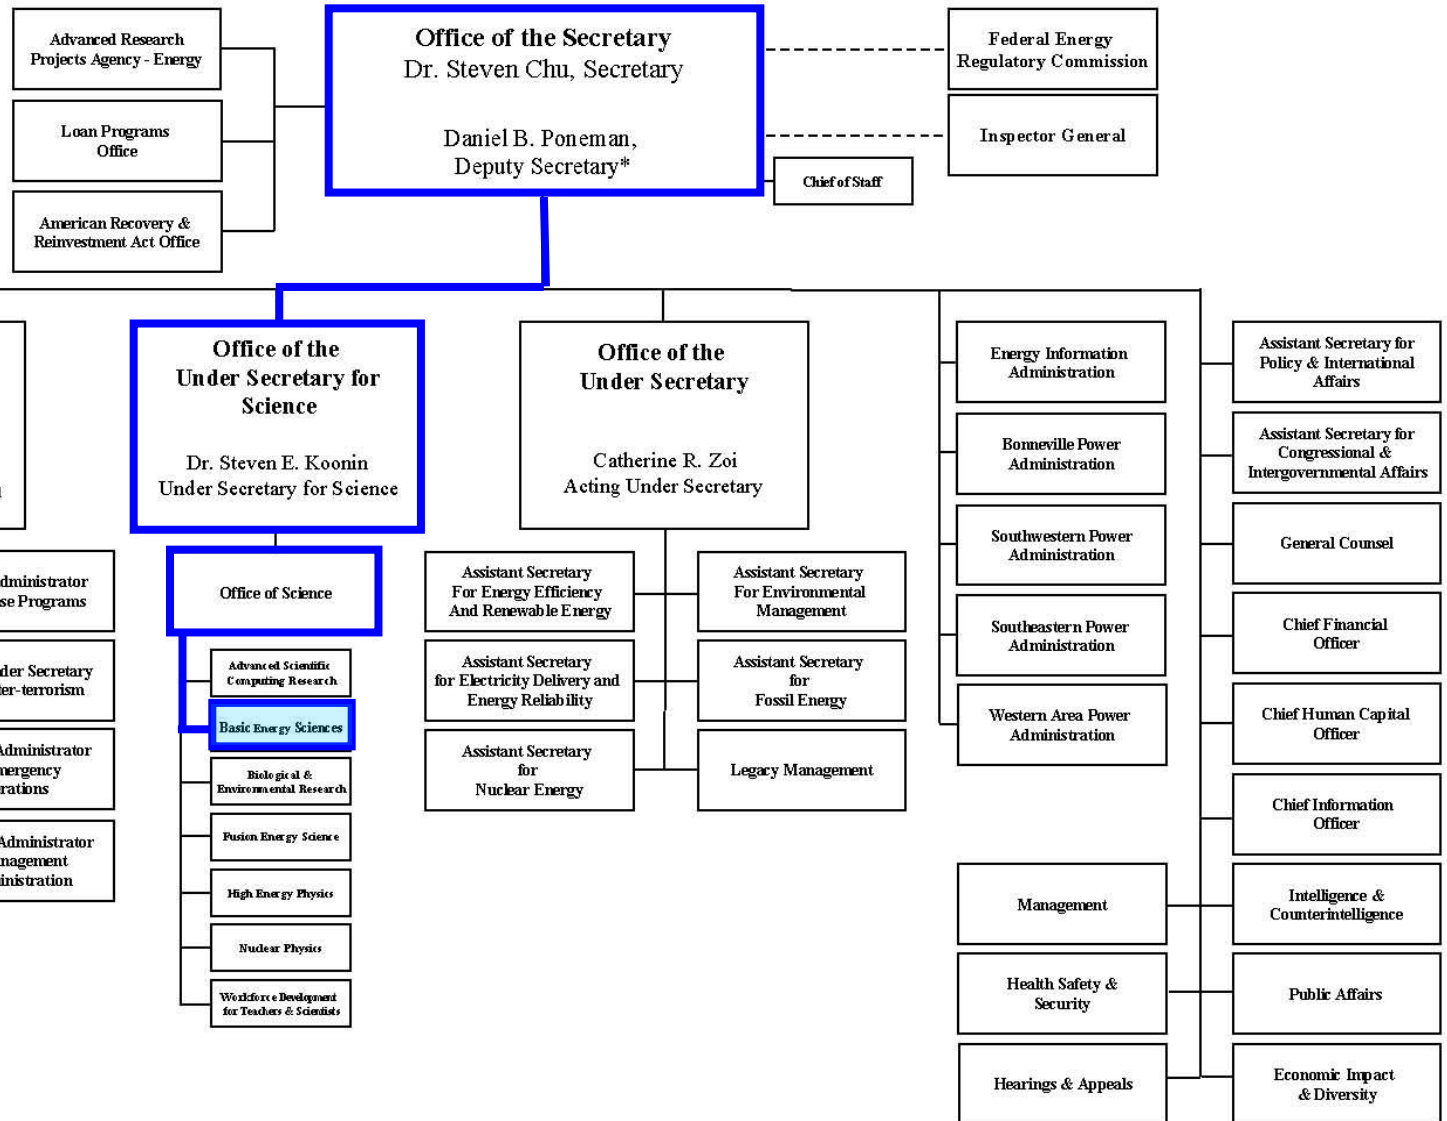 Advanced Research
Projects Agency - Energy
Loan Programs
Office
American Recovery &
Reinvestment Act Office
Office of the Secretary
Dr. Steven Chu, Secretary
Daniel B. Poneman,
Deputy Secretary*
Federal Energy
Regulatory Commission
Inspector General
Chief of Staff
Office of the
Under Secretary for
Science
Dr. Steven E. Koonin
Under Secretary for Science
Office of Science
Advanced Scientific
Computing Research
Basic Energy Sciences
Biological &
Environmental Research
Fusion Energy Science
High Energy Physics
Nuclear Physics
Workforce Development
for Teachers & Scientists
Office of the
Under Secretary
Catherine R. Zoi
Acting Under Secretary
Assistant Secretary
For Energy Efficiency
And Renewable Energy
Assistant Secretary
for Electricity Delivery and
Energy Reliability
Assistant Secretary
for
Nuclear Energy
Assistant Secretary
For Environmental
Management
Assistant Secretary
for
Fossil Energy
Legacy Management
Energy Information
Administration
Bonneville Power
Administration
Southwestern Power
Administration
Southeastern Power
Administration
Western Area Power
Administration
Management
Health Safety &
Security
Hearings & Appeals
Assistant Secretary for
Policy & International
Affairs
Assistant Secretary for
Congressional &
Intergovernmental Affairs
General Counsel
Chief Financial
Officer
Chief Human Capital
Officer
Chief Information
Officer
Intelligence &
Counterintelligence
Public Affairs
Economic Impact
& Diversity
Programs
Secretary
Administrator